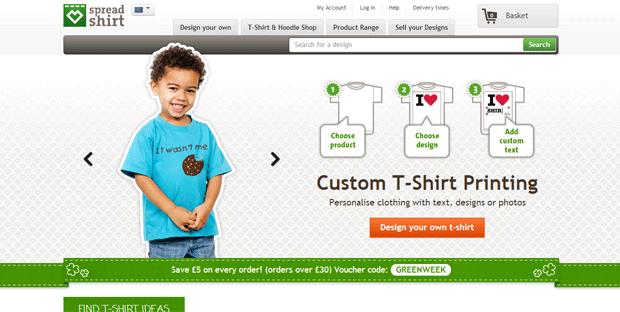 spread
shirt
My Account
Log in
Help
Delivery times
Design your own
T-Shirt & Hoodie Shop
Product Range
Sell your Designs
0
Basket
Search for a design
Search
It wasn't me
1
2
3
I
I
SHIRT
Choose
product
Choose
design
Add
custom
text
Custom T-Shirt Printing
Personalise clothing with text, designs or photos
Design your own t-shirt
Save £5 on every order! (orders over £30) Voucher code: GREENWEEK
FIND T-SHIRT IDEAS